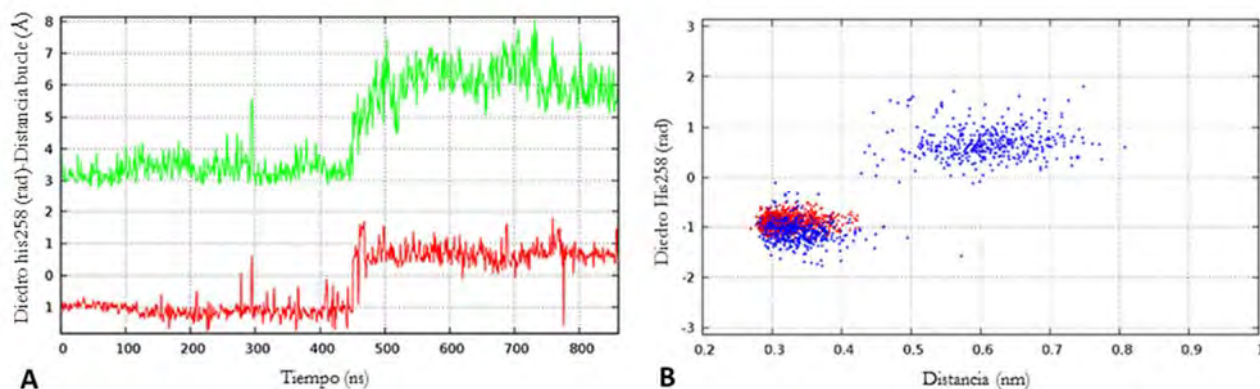 Diedro his258 (rad)-Distancia bucle (Å)
8
7
6
5
4
3
2
1
0
1
0 100 200 300 400 500 600 700 800
Tiempo (ns)
A
Diedro His258 (rad)
3
2
1
0
-1
-2
-3
0.2 0.3 0.4 0.5 0.6 0.7 0.8 0.9 1
Distancia (nm)
B